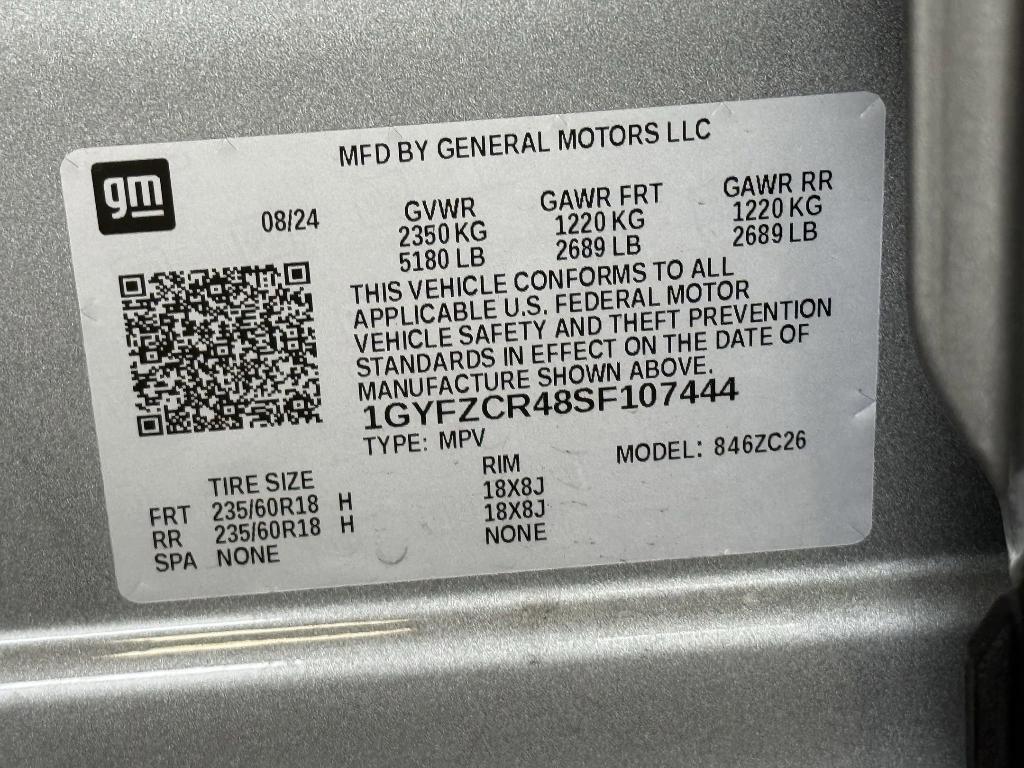 MFD BY GENERAL MOTORS LLC
gm
08/24
GVWR
2350 KG
5180 LB
GAWR FRT
1220 KG
2689 LB
GAWR RR
1220 KG
2689 LB
THIS VEHICLE CONFORMS TO ALL
APPLICABLE U.S. FEDERAL MOTOR
VEHICLE SAFETY AND THEFT PREVENTION
STANDARDS IN EFFECT ON THE DATE OF
MANUFACTURE SHOWN ABOVE.
1GYFZCR48SF107444
TYPE: MPV
MODEL: 846ZC26
TIRE SIZE RIM
FRT 235/60R18 H 18X8J
RR 235/60R18 H 18X8J
SPA NONE NONE